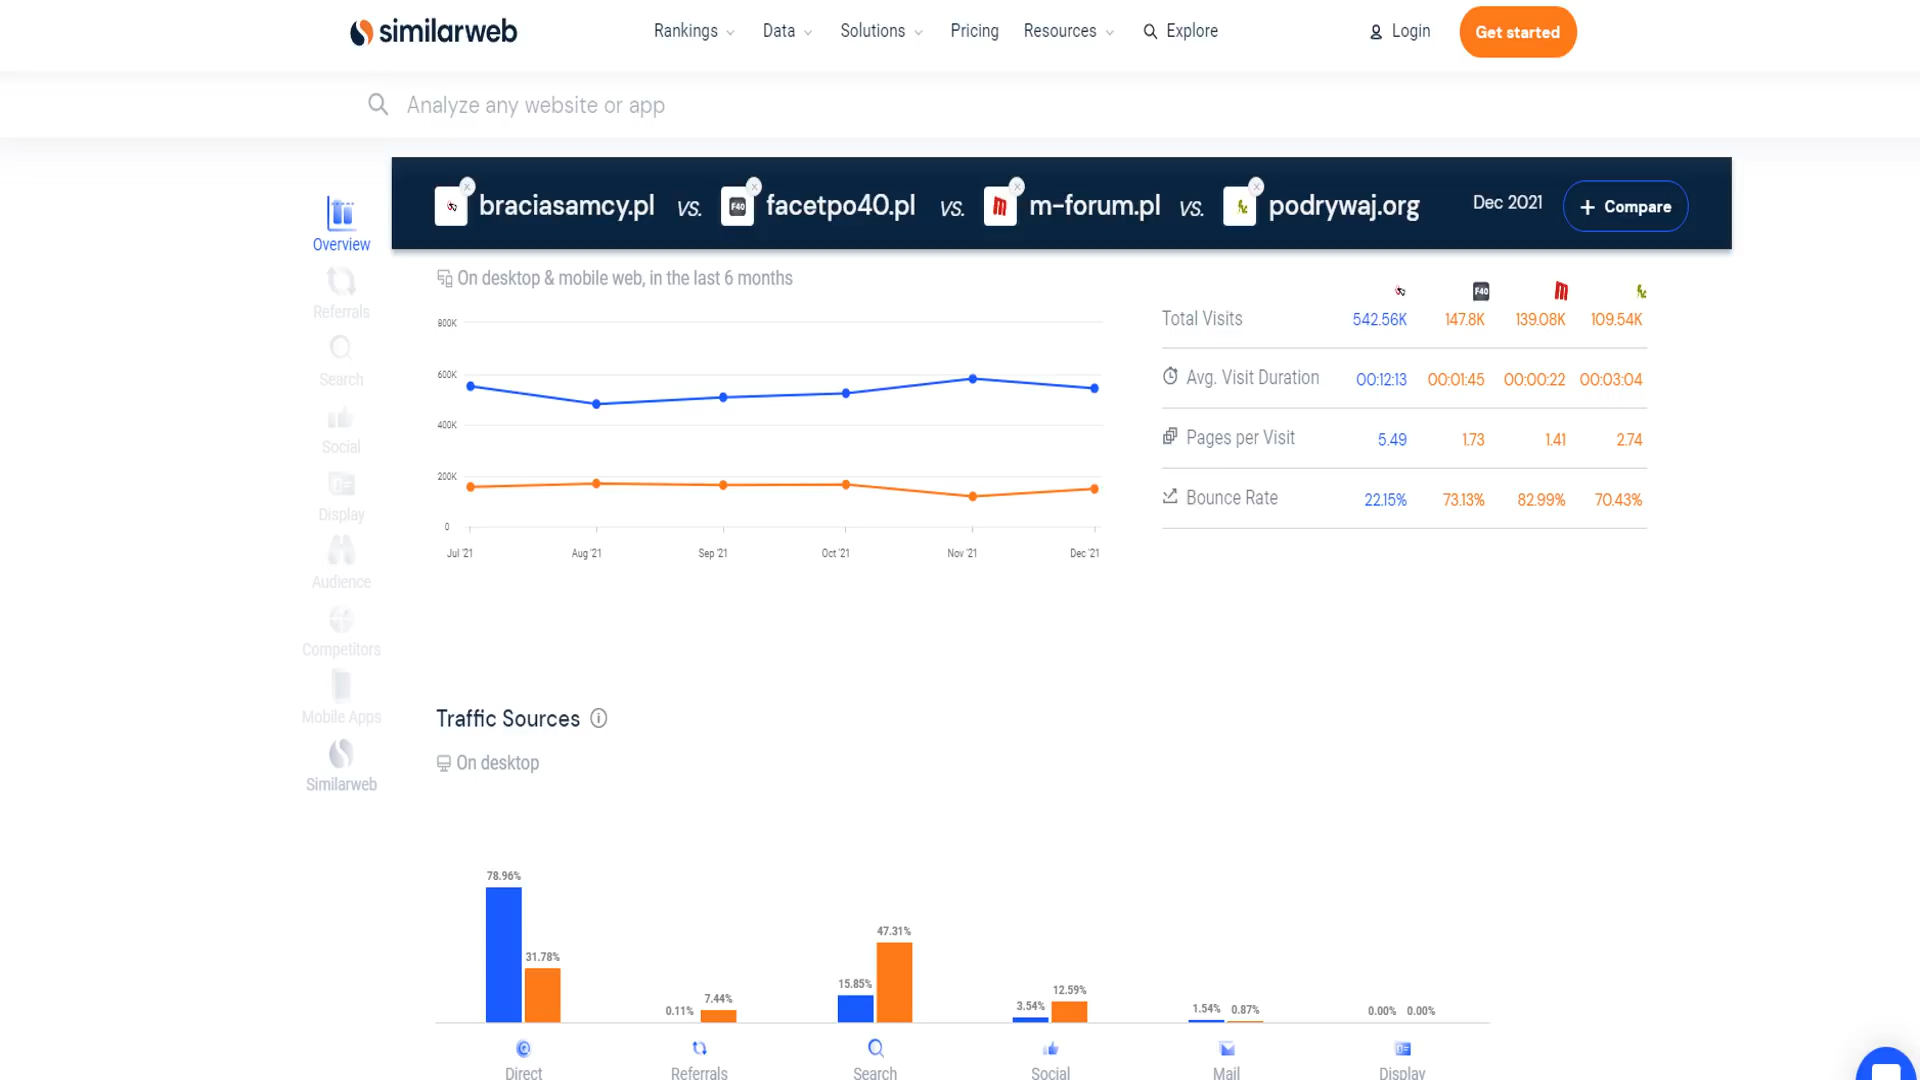 similarweb
Rankings Data Solutions Pricing Resources Explore Login Get started
Analyze any website or app
braciasamcy.pl vs. F40 facetpo40.pl vs. m-forum.pl vs. podrywaj.org Dec 2021 + Compare
Overview
Referrals
Search
Social
Display
Audience
Competitors
Mobile Apps
Similarweb
On desktop & mobile web, in the last 6 months
800K
600K
400K
200K
0
Jul '21 Aug '21 Sep '21 Oct '21 Nov '21 Dec '21
F40
Total Visits 542.56K 147.8K 139.08K 109.54K
Avg. Visit Duration 00:12:13 00:01:45 00:00:22 00:03:04
Pages per Visit 5.49 1.73 1.41 2.74
Bounce Rate 22.15% 73.13% 82.99% 70.43%
Traffic Sources
On desktop
78.96% 31.78% 0.11% 7.44% 15.85% 47.31% 3.54% 12.59% 1.54% 0.87% 0.00% 0.00%
Direct Referrals Search Social Mail Display